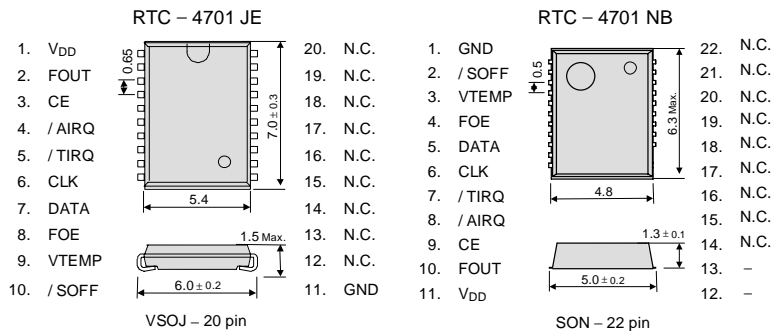 RTC – 4701 JE
1. VDD
2. FOUT
3. CE
4. / AIRQ
5. / TIRQ
6. CLK
7. DATA
8. FOE
9. VTEMP
10. / SOFF
0.65
7.0 ± 0.3
5.4
1.5 Max.
6.0 ± 0.2
20. N.C.
19. N.C.
18. N.C.
17. N.C.
16. N.C.
15. N.C.
14. N.C.
13. N.C.
12. N.C.
11. GND
VSOJ – 20 pin
RTC – 4701 NB
1. GND
2. / SOFF
3. VTEMP
4. FOE
5. DATA
6. CLK
7. / TIRQ
8. / AIRQ
9. CE
10. FOUT
11. VDD
0.5
6.3 Max.
4.8
1.3 ± 0.1
5.0 ± 0.2
22. N.C.
21. N.C.
20. N.C.
19. N.C.
18. N.C.
17. N.C.
16. N.C.
15. N.C.
14. N.C.
13. –
12. –
SON – 22 pin